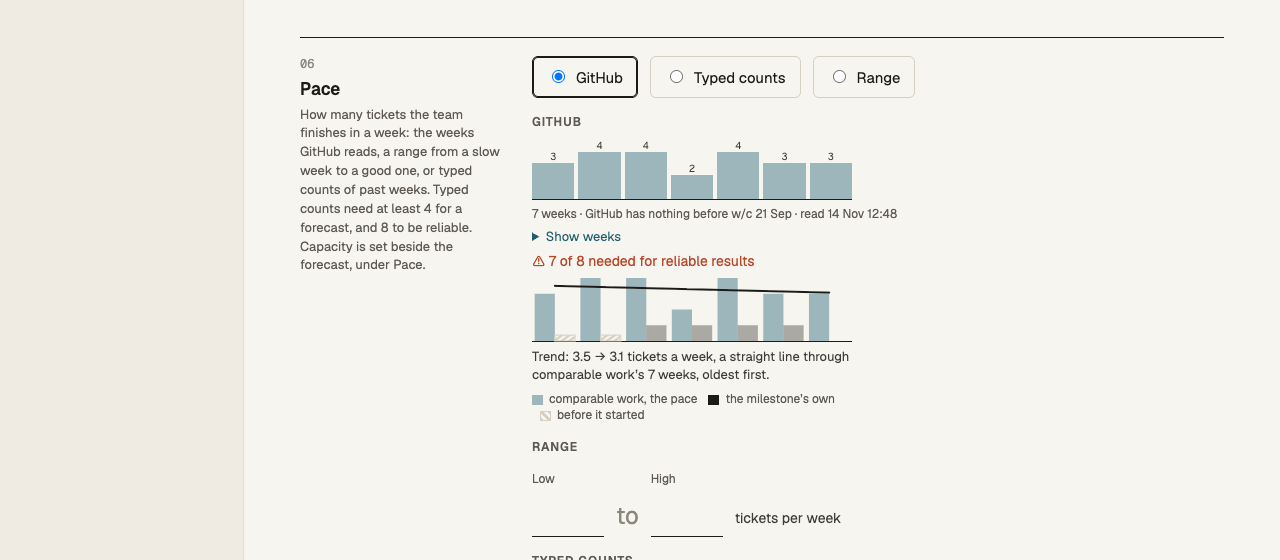 06
Pace
How many tickets the team
finishes in a week: the weeks
GitHub reads, a range from a slow
week to a good one, or typed
counts of past weeks. Typed
counts need at least 4 for a
forecast, and 8 to be reliable.
Capacity is set beside the
forecast, under Pace.
GitHub
Typed counts
Range
GITHUB
3 4 4 2 4 3 3
7 weeks · GitHub has nothing before w/c 21 Sep · read 14 Nov 12:48
Show weeks
7 of 8 needed for reliable results
Trend: 3.5 → 3.1 tickets a week, a straight line through
comparable work's 7 weeks, oldest first.
comparable work, the pace
the milestone's own
before it started
RANGE
Low
High
to
tickets per week
TYPED COUNTS